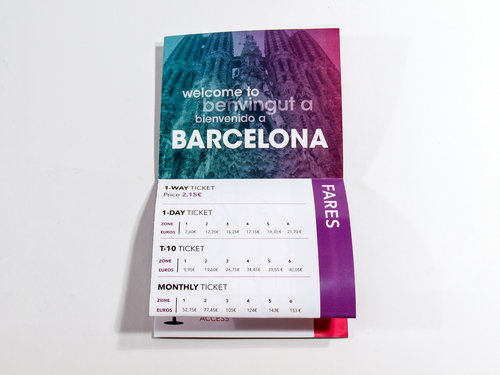 welcome to
benvingut a
bienvenido a
BARCELONA
FARES
1-WAY TICKET
Price 2,15€
1-DAY TICKET
ZONE 1 2 3 4 5 6
EUROS 7,60€ 12,25€ 15,25€ 17,15€ 19,30 € 21,70 €
T-10 TICKET
ZONE 1 2 3 4 5 6
EUROS 9,95€ 19,60€ 26,75€ 34,45€ 39,55 € 42,05€
MONTHLY TICKET
ZONE 1 2 3 4 5 6
EUROS 52,75€ 77,45€ 105€ 124€ 143€ 153 €
ACCESS